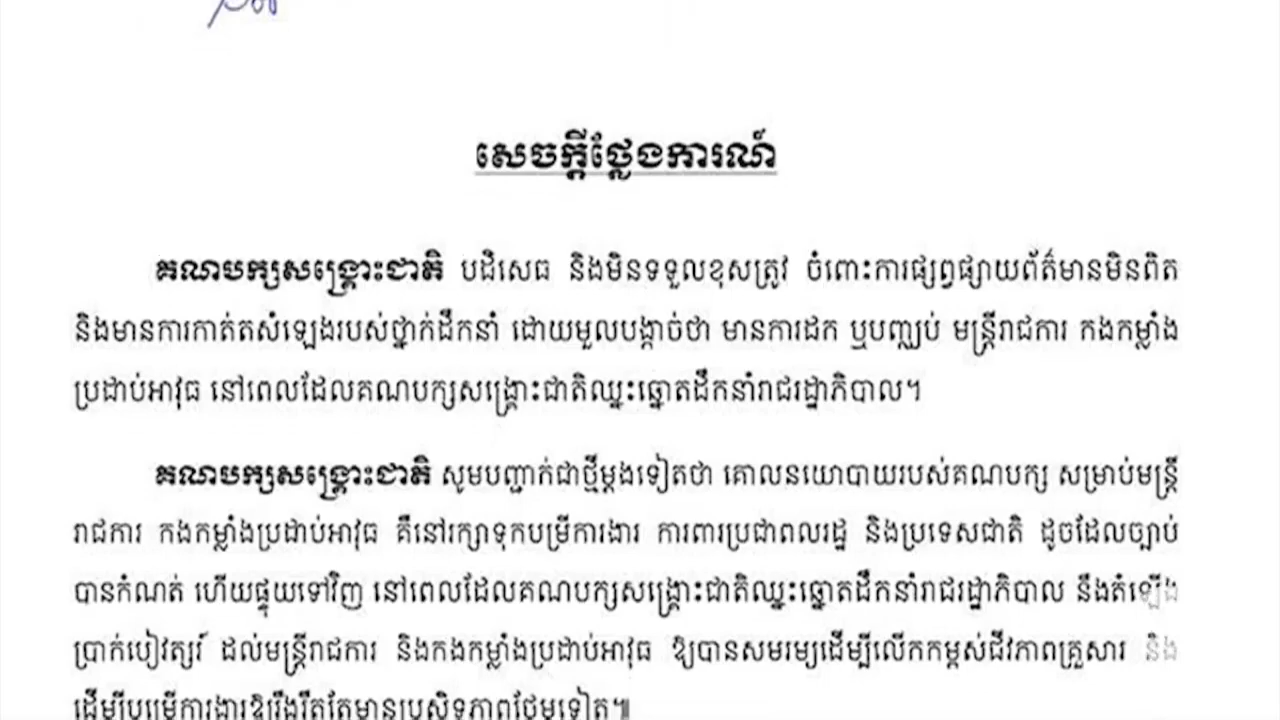 សេចក្តីថ្លែងការណ៍
គណបក្សសង្គ្រោះជាតិ បដិសេធ និងមិនទទួលខុសត្រូវ ចំពោះការផ្សព្វផ្សាយព័ត៌មានមិនពិត
និងមានការកាត់តសំឡេងរបស់ថ្នាក់ដឹកនាំ ដោយមួលបង្កាច់ថា មានការដក ឬបញ្ឈប់ មន្ត្រីរាជការ កងកម្លាំង
ប្រដាប់អាវុធ នៅពេលដែលគណបក្សសង្គ្រោះជាតិឈ្នះឆ្នោតដឹកនាំរាជរដ្ឋាភិបាល។
គណបក្សសង្គ្រោះជាតិ សូមបញ្ជាក់ជាថ្មីម្តងទៀតថា គោលនយោបាយរបស់គណបក្ស សម្រាប់មន្ត្រី
រាជការ កងកម្លាំងប្រដាប់អាវុធ គឺនៅរក្សាទុកបម្រើការងារ ការពារប្រជាពលរដ្ឋ និងប្រទេសជាតិ ដូចដែលច្បាប់
បានកំណត់ ហើយផ្ទុយទៅវិញ នៅពេលដែលគណបក្សសង្គ្រោះជាតិឈ្នះឆ្នោតដឹកនាំរាជរដ្ឋាភិបាល នឹងតំឡើង
ប្រាក់បៀវត្សរ៍ ដល់មន្ត្រីរាជការ និងកងកម្លាំងប្រដាប់អាវុធ ឱ្យបានសមរម្យដើម្បីលើកកម្ពស់ជីវភាពគ្រួសារ និង
ដើម្បីបម្រើការងារឱ្យរឹងរឹតតែមានប្រសិទ្ធភាពថែមទៀត៕